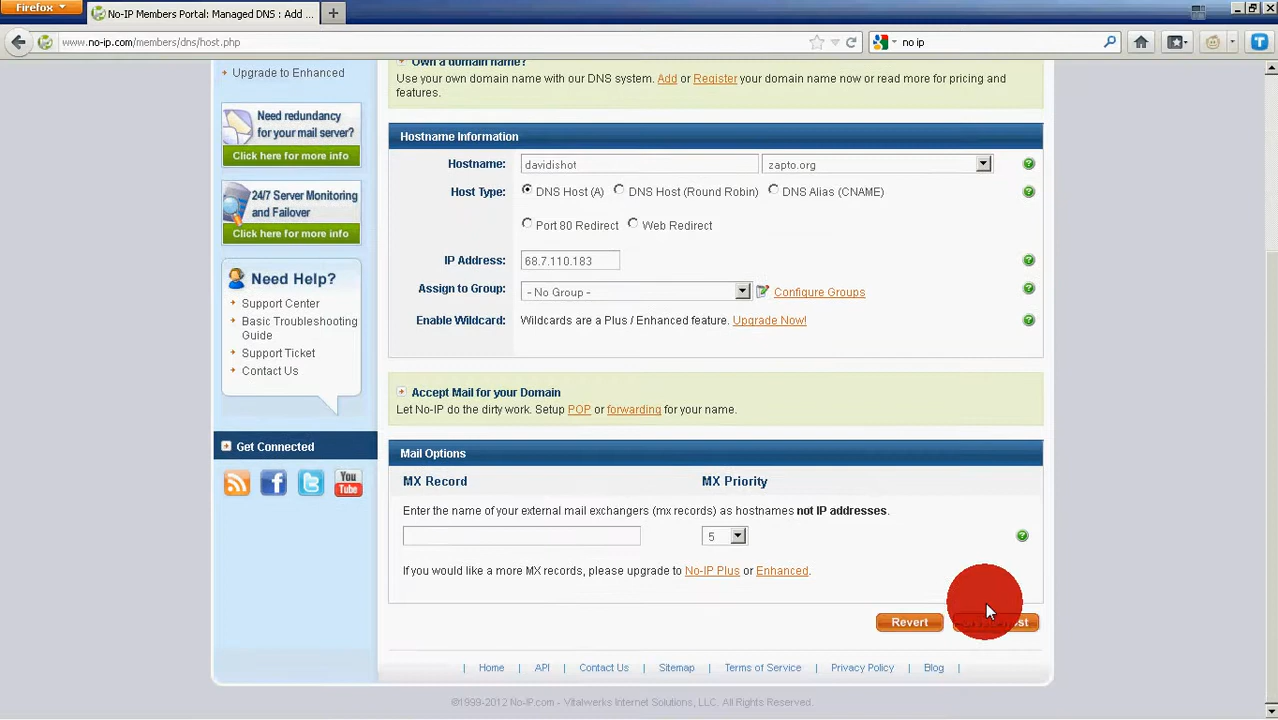 Firefox
No-IP Members Portal: Managed DNS : Add ...
www.no-ip.com/members/dns/host.php
no ip
Upgrade to Enhanced
Need redundancy
for your mail server?
Click here for more info
24/7 Server Monitoring
and Failover
Click here for more info
Need Help?
Support Center
Basic Troubleshooting
Guide
Support Ticket
Contact Us
Get Connected
You
Tube
Own a domain name?
Use your own domain name with our DNS system. Add or Register your domain name now or read more for pricing and
features.
Hostname Information
Hostname: davidishot zapto.org
Host Type: DNS Host (A) DNS Host (Round Robin) DNS Alias (CNAME)
Port 80 Redirect Web Redirect
IP Address: 68.7.110.183
Assign to Group: - No Group - Configure Groups
Enable Wildcard: Wildcards are a Plus / Enhanced feature. Upgrade Now!
Accept Mail for your Domain
Let No-IP do the dirty work. Setup POP or forwarding for your name.
Mail Options
MX Record MX Priority
Enter the name of your external mail exchangers (mx records) as hostnames not IP addresses.
5
If you would like a more MX records, please upgrade to No-IP Plus or Enhanced.
Revert
Home | API | Contact Us | Sitemap | Terms of Service | Privacy Policy | Blog
©1999-2012 No-IP.com - Vitalwerks Internet Solutions, LLC. All Rights Reserved.